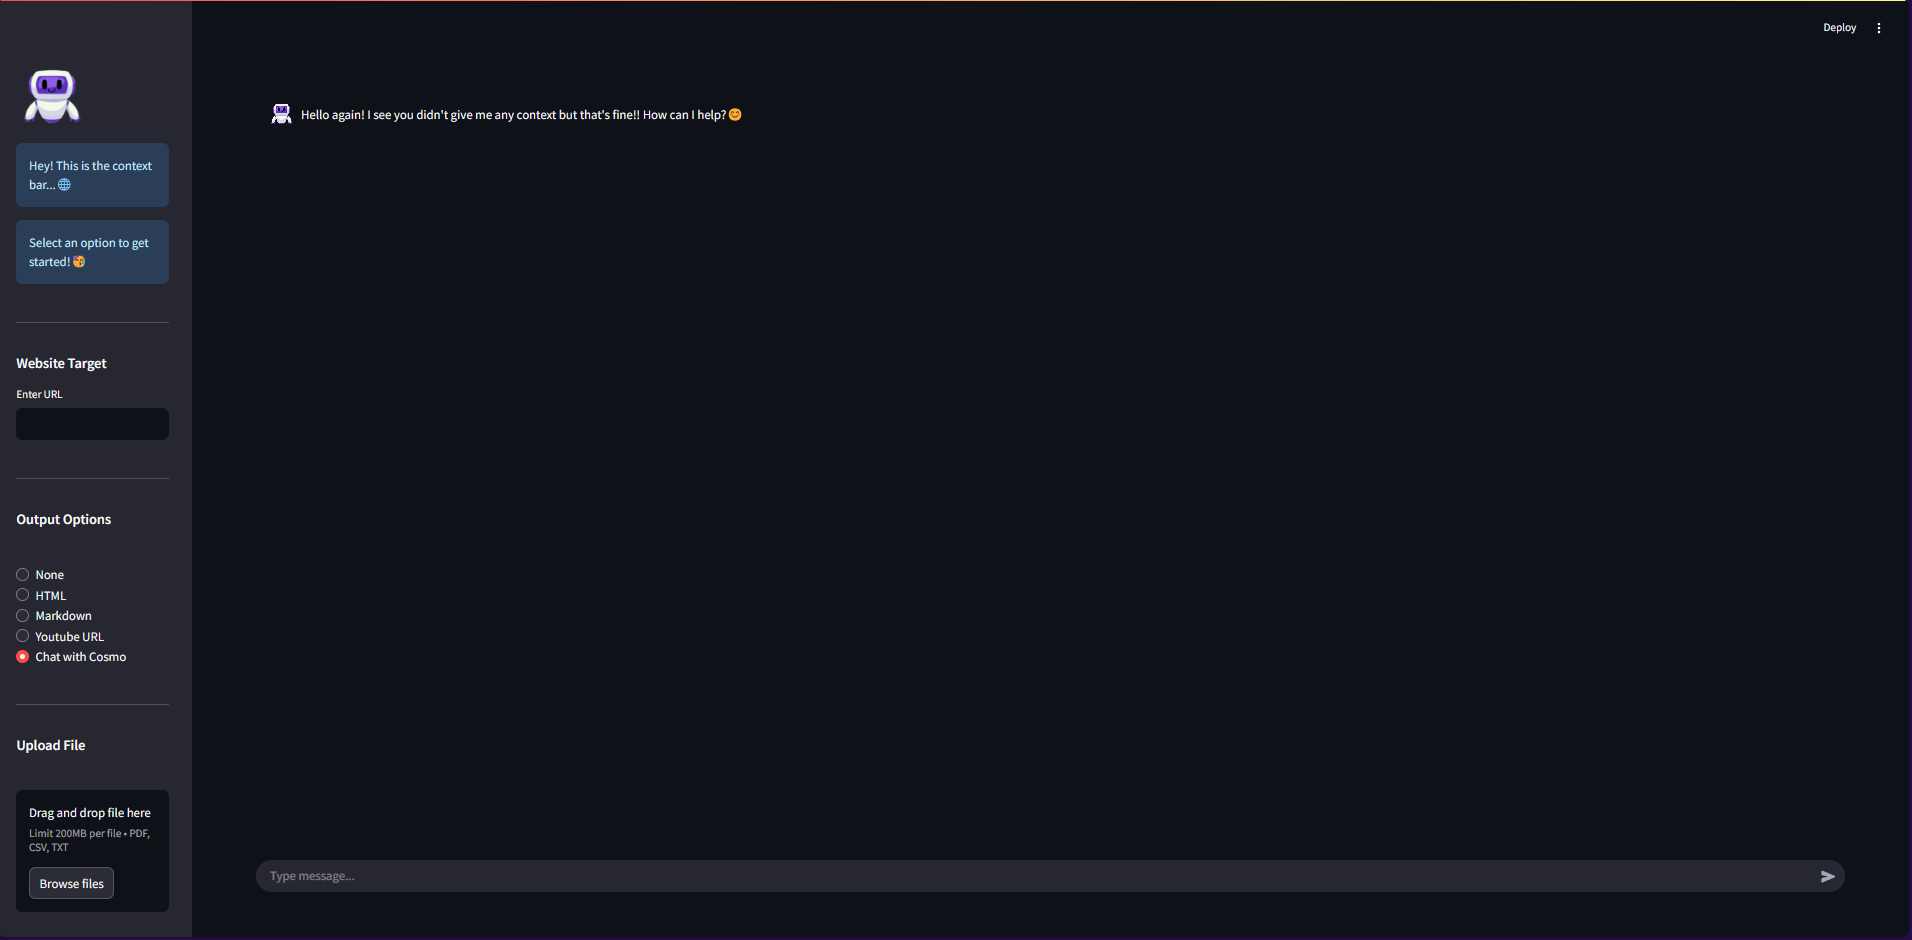 Deploy
Hey! This is the context
bar... 🌐
Select an option to get
started!
Website Target
Enter URL
Output Options
None
HTML
Markdown
Youtube URL
Chat with Cosmo
Upload File
Drag and drop file here
Limit 200MB per file • PDF,
CSV, TXT
Browse files
Hello again! I see you didn't give me any context but that's fine!! How can I help? 😊
Type message...